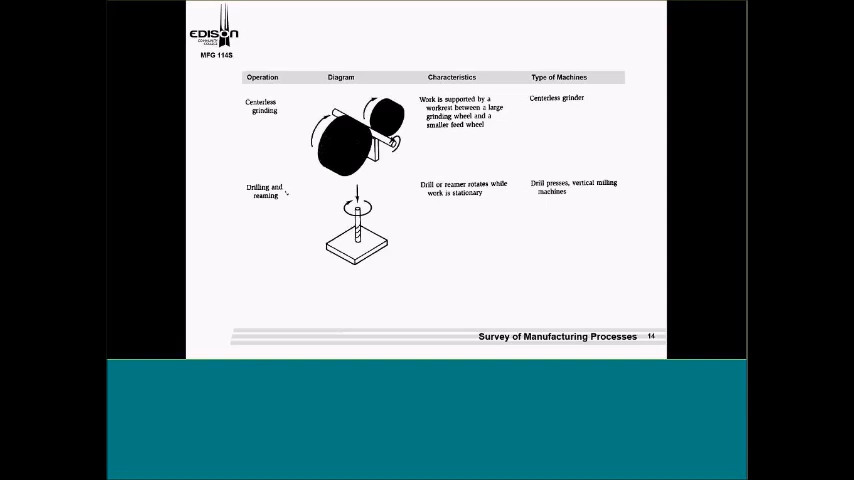 EDISON
COMMUNITY
COLLEGE
MFG 114S
Operation Diagram Characteristics Type of Machines
Centerless
grinding
Work is supported by a
workrest between a large
grinding wheel and a
smaller feed wheel
Centerless grinder
Drilling and
reaming
Drill or reamer rotates while
work is stationary
Drill presses, vertical milling
machines
Survey of Manufacturing Processes 14